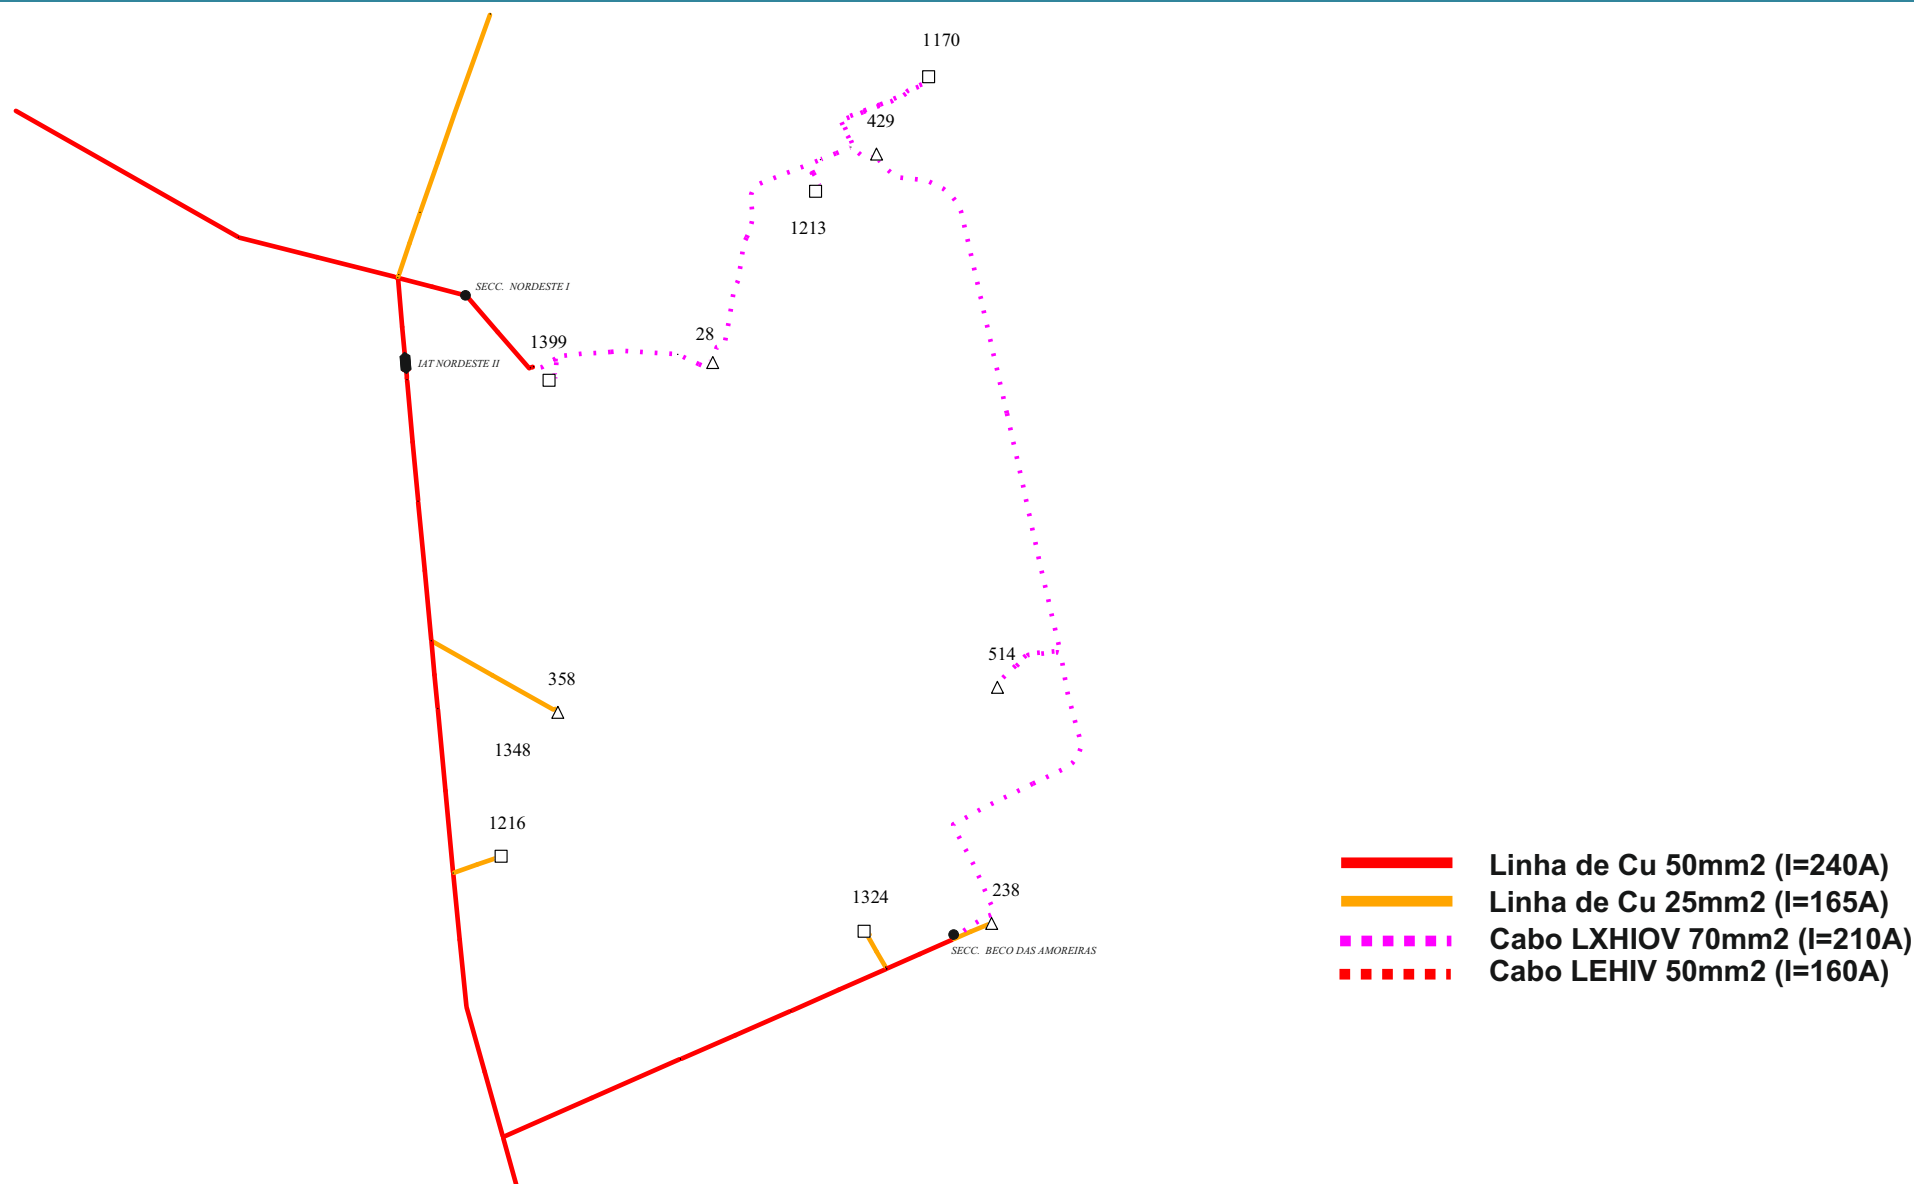 1170
429
1213
SECC. NORDESTE I
28
1399
IAT NORDESTE II
514
358
1348
1216
Linha de Cu 50mm2 (I=240A)
1324
238
Linha de Cu 25mm2 (I=165A)
Cabo LXHIOV 70mm2 (I=210A)
SECC. BECO DAS AMOREIRAS
Cabo LEHIV 50mm2 (I=160A)